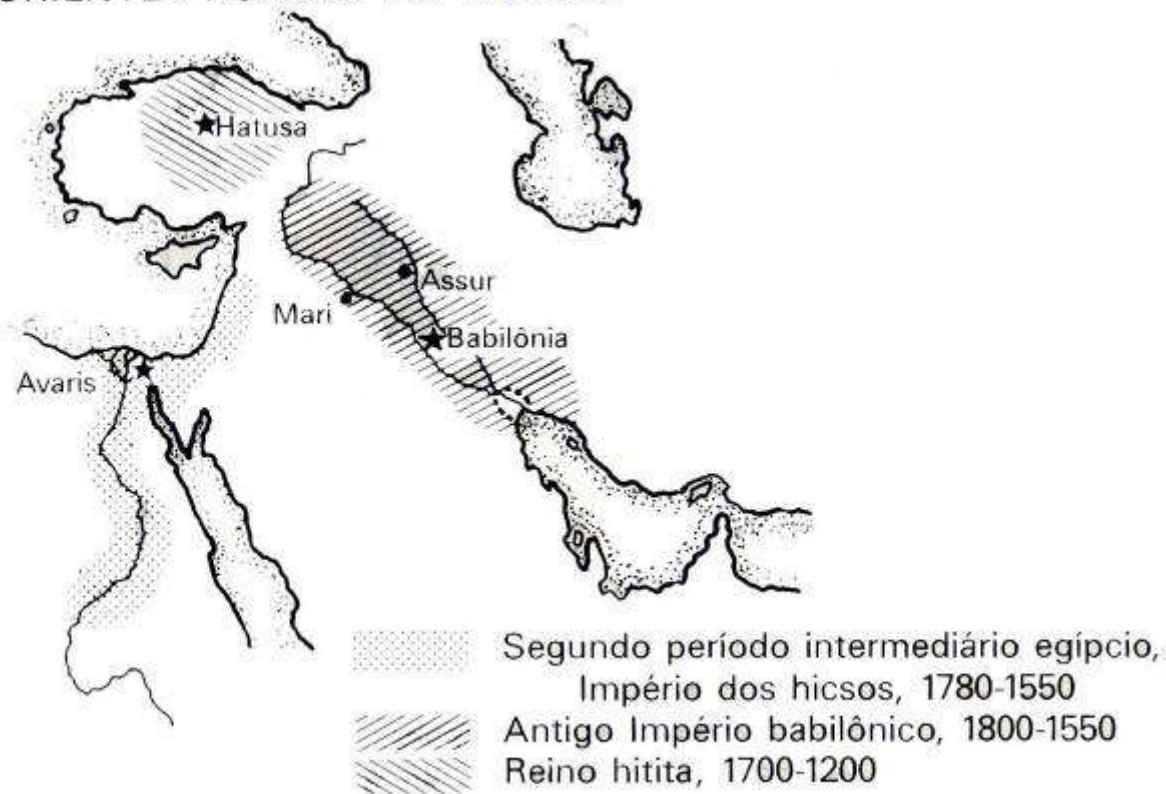 Hatusa
Assur
Mari
Babilônia
Avaris
D
Segundo período intermediário egípcio,
Império dos hicsos, 1780-1550
Antigo Império babilônico, 1800-1550
Reino hitita, 1700-1200